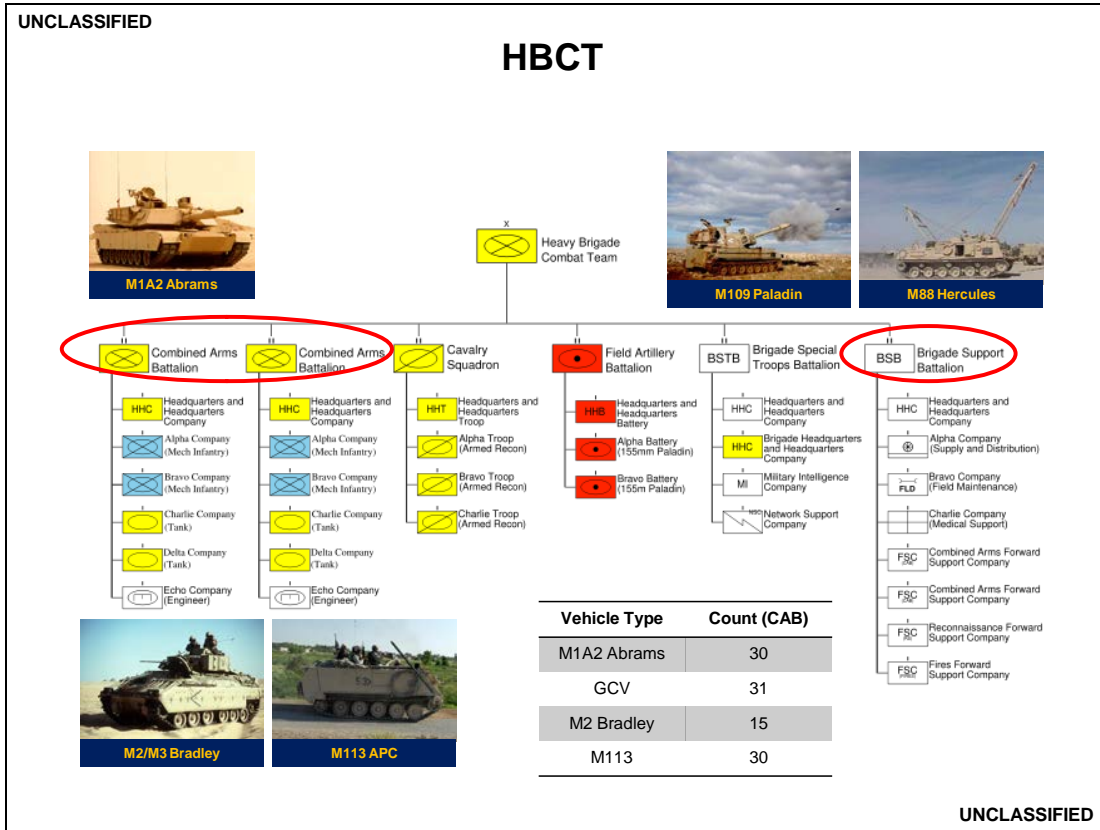 UNCLASSIFIED
HBCT
M1A2 Abrams
M109 Paladin
M88 Hercules
X
Heavy Brigade
Combat Team
II
Combined Arms
Battalion
HHC
Headquarters and
Headquarters
Company
Alpha Company
(Mech Infantry)
Bravo Company
(Mech Infantry)
Charlie Company
(Tank)
Delta Company
(Tank)
Echo Company
(Engineer)
II
Combined Arms
Battalion
HHC
Headquarters and
Headquarters
Company
Alpha Company
(Mech Infantry)
Bravo Company
(Mech Infantry)
Charlie Company
(Tank)
Delta Company
(Tank)
Echo Company
(Engineer)
II
Cavalry
Squadron
HHT
Headquarters and
Headquarters
Troop
Alpha Troop
(Armed Recon)
Bravo Troop
(Armed Recon)
Charlie Troop
(Armed Recon)
II
Field Artillery
Battalion
HHB
Headquarters and
Headquarters
Battery
Alpha Battery
(155mm Paladin)
Bravo Battery
(155m Paladin)
II
BSTB
Brigade Special
Troops Battalion
HHC
Headquarters and
Headquarters
Company
HHC
Brigade Headquarters
and Headquarters
Company
MI
Military Intelligence
Company
NSC
Network Support
Company
II
BSB
Brigade Support
Battalion
HHC
Headquarters and
Headquarters
Company
Alpha Company
(Supply and Distribution)
FLD
Bravo Company
(Field Maintenance)
Charlie Company
(Medical Support)
FSC
Combined Arms Forward
Support Company
FSC
Combined Arms Forward
Support Company
FSC
Reconnaissance Forward
Support Company
FSC
Fires Forward
Support Company
M2/M3 Bradley
M113 APC
Vehicle Type Count (CAB)
M1A2 Abrams 30
GCV 31
M2 Bradley 15
M113 30
UNCLASSIFIED